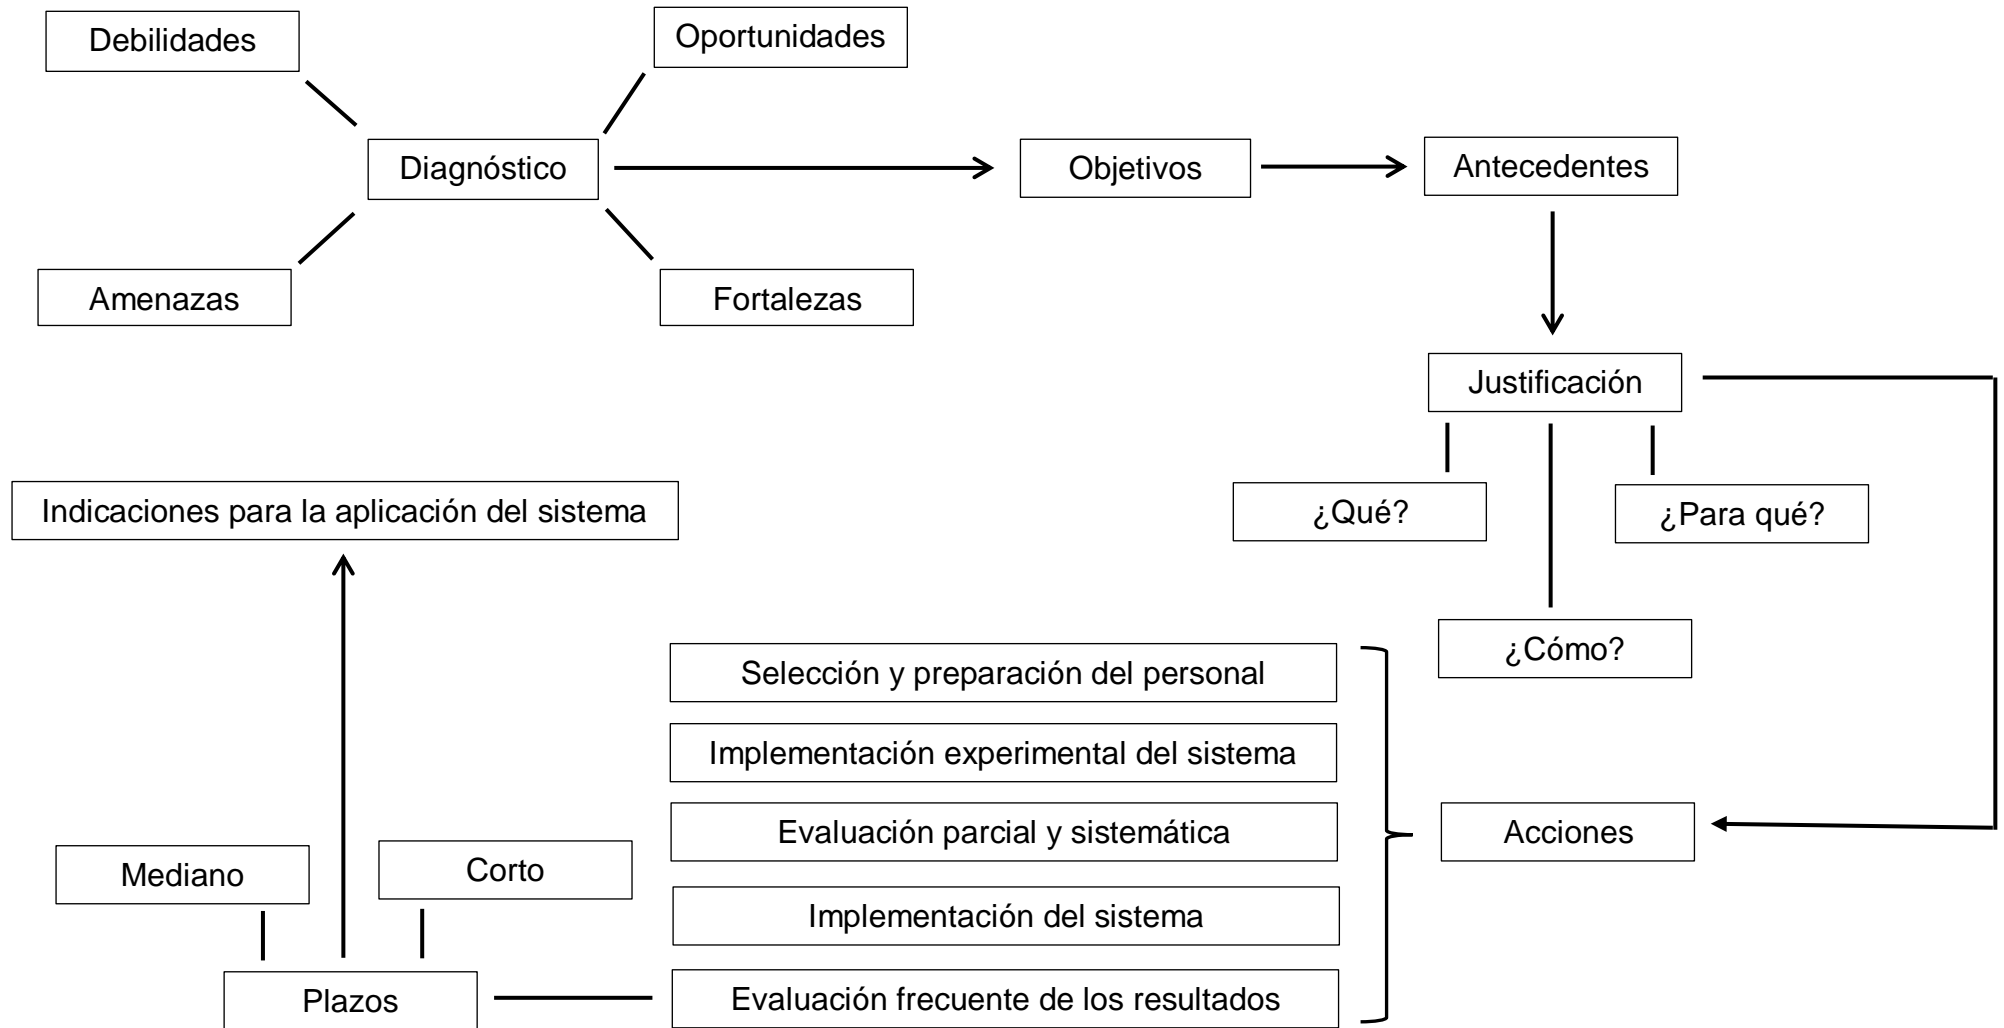 Debilidades
Oportunidades
Diagnóstico
Objetivos
Antecedentes
Amenazas
Fortalezas
Justificación
Indicaciones para la aplicación del sistema
¿Qué?
¿Para qué?
¿Cómo?
Selección y preparación del personal
Implementación experimental del sistema
Evaluación parcial y sistemática
Acciones
Mediano
Corto
Implementación del sistema
Plazos
Evaluación frecuente de los resultados